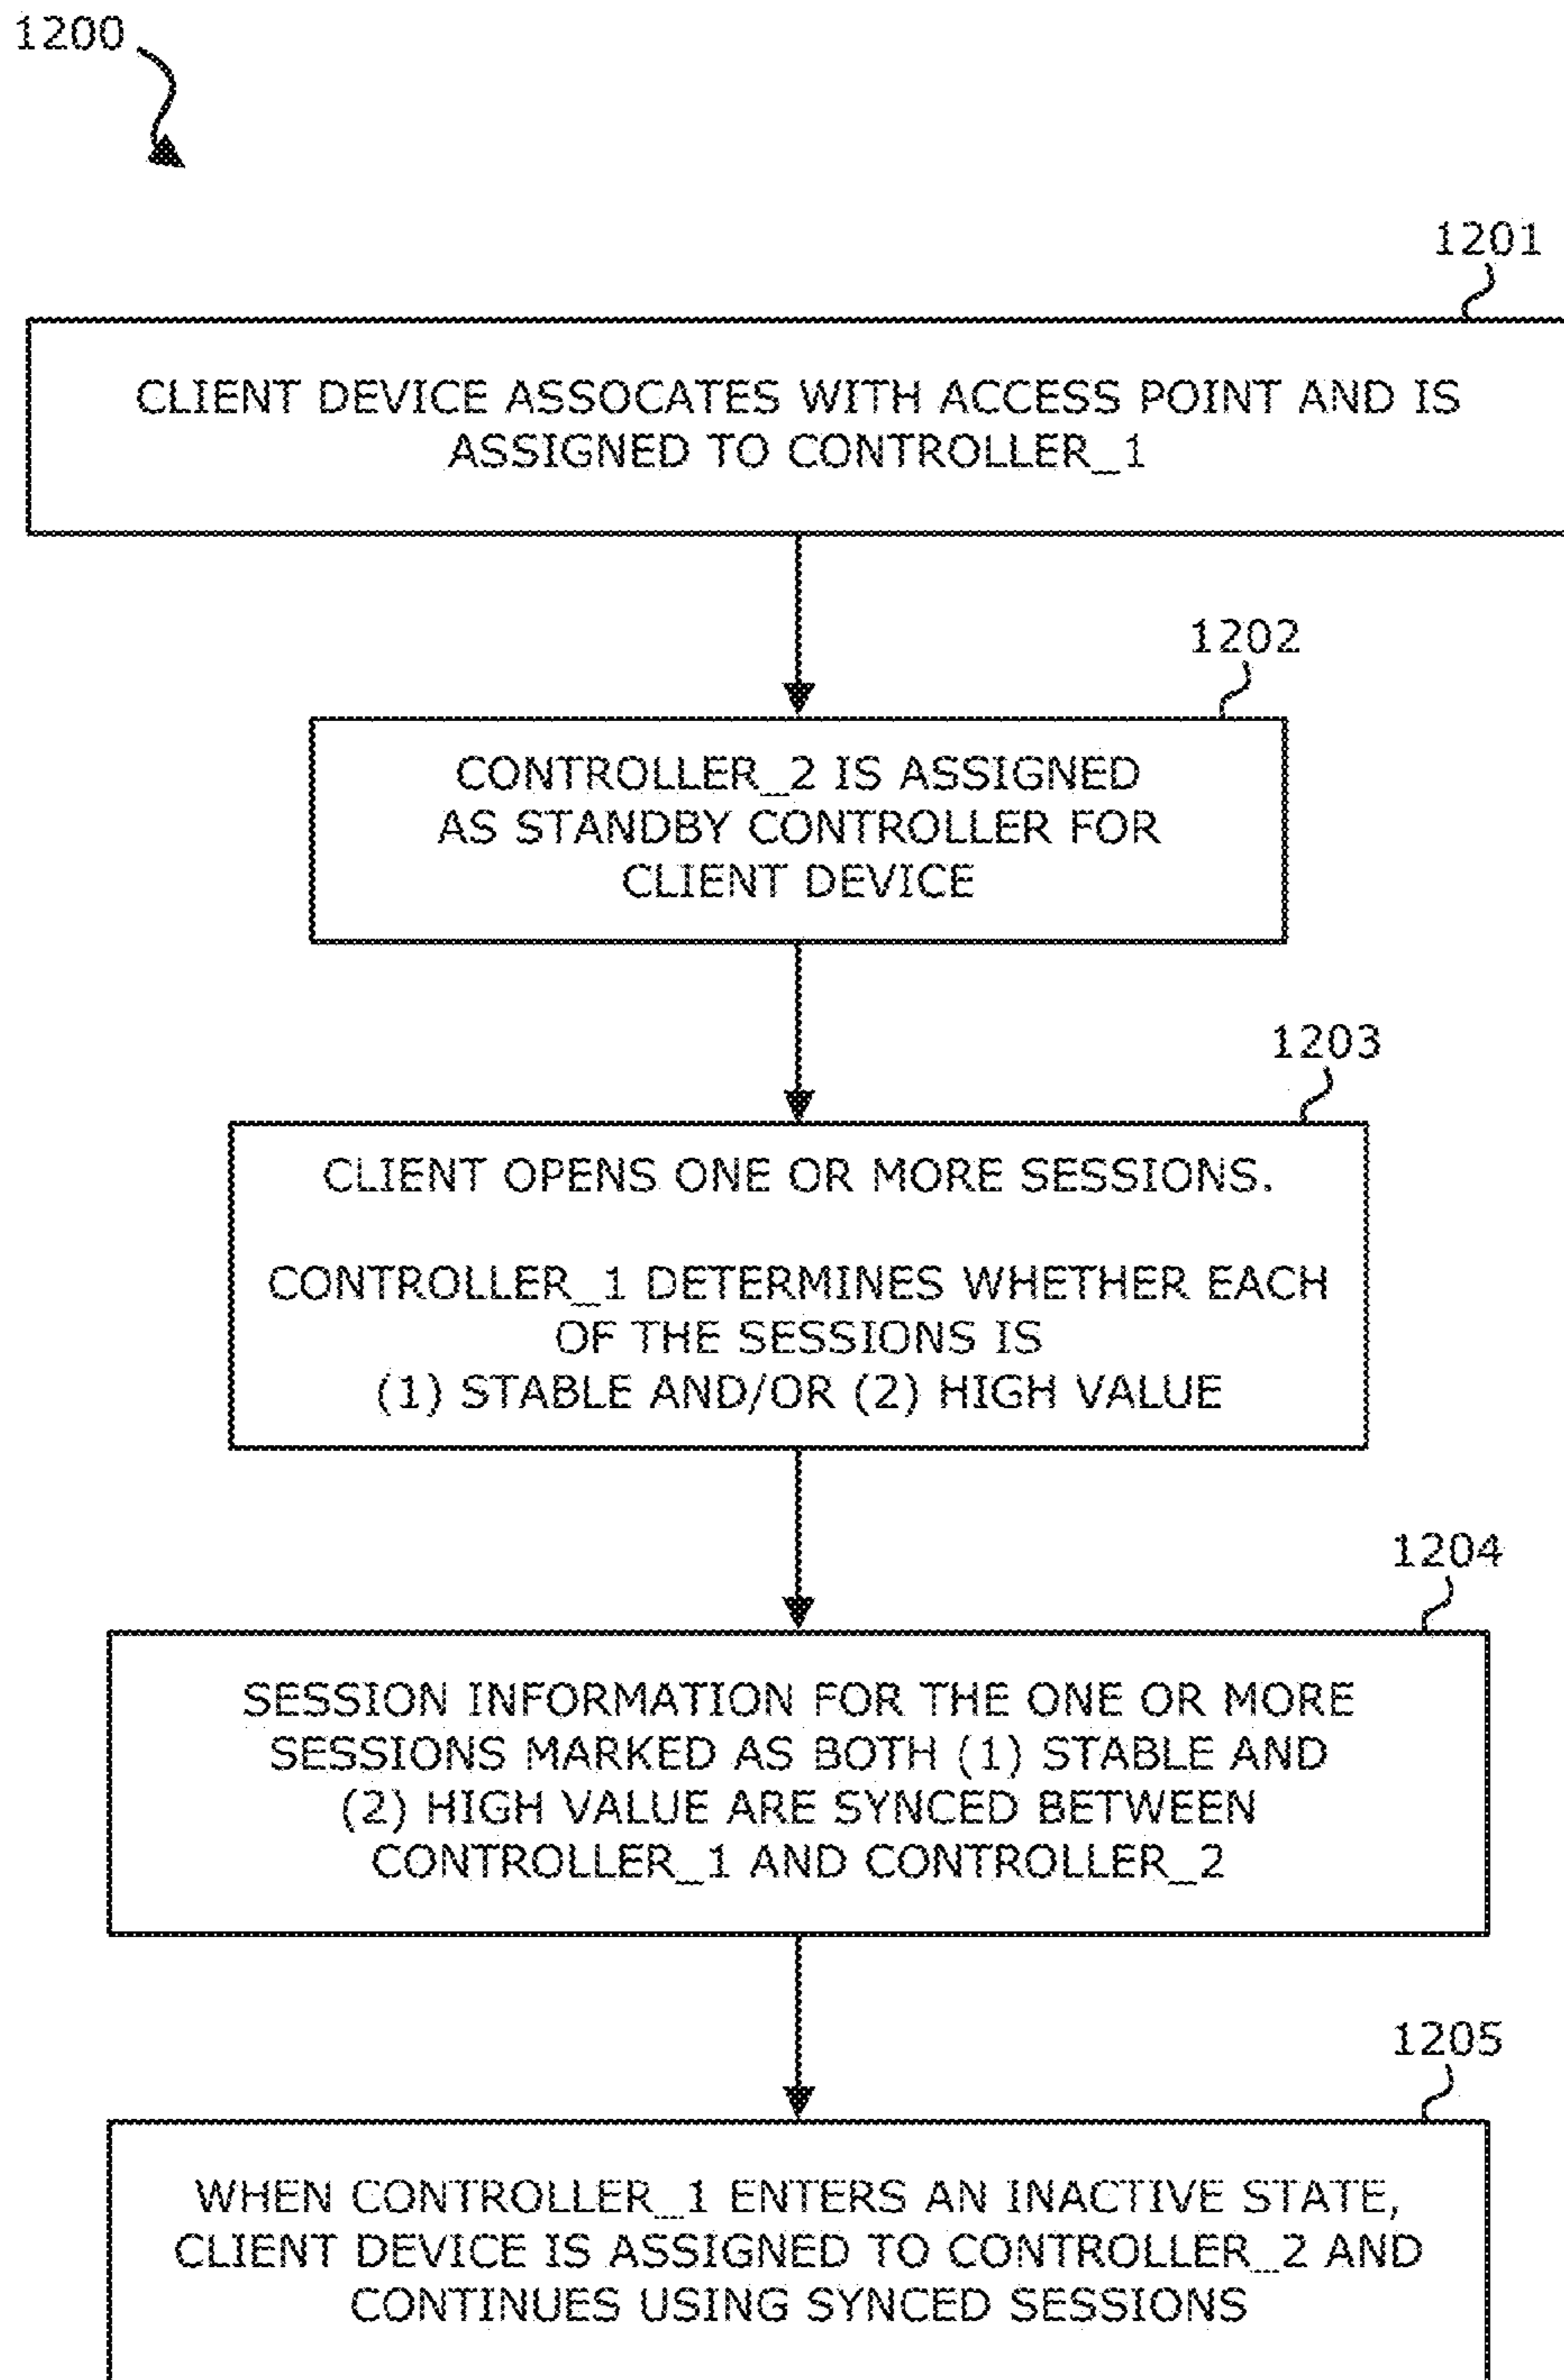 1200
1201
CLIENT DEVICE ASSOCATES WITH ACCESS POINT AND IS
ASSIGNED TO CONTROLLER_1
1202
CONTROLLER_2 IS ASSIGNED
AS STANDBY CONTROLLER FOR
CLIENT DEVICE
1203
CLIENT OPENS ONE OR MORE SESSIONS.
CONTROLLER_1 DETERMINES WHETHER EACH
OF THE SESSIONS IS
(1) STABLE AND/OR (2) HIGH VALUE
1204
SESSION INFORMATION FOR THE ONE OR MORE
SESSIONS MARKED AS BOTH (1) STABLE AND
(2) HIGH VALUE ARE SYNCED BETWEEN
CONTROLLER_1 AND CONTROLLER_2
1205
WHEN CONTROLLER_1 ENTERS AN INACTIVE STATE,
CLIENT DEVICE IS ASSIGNED TO CONTROLLER_2 AND
CONTINUES USING SYNCED SESSIONS